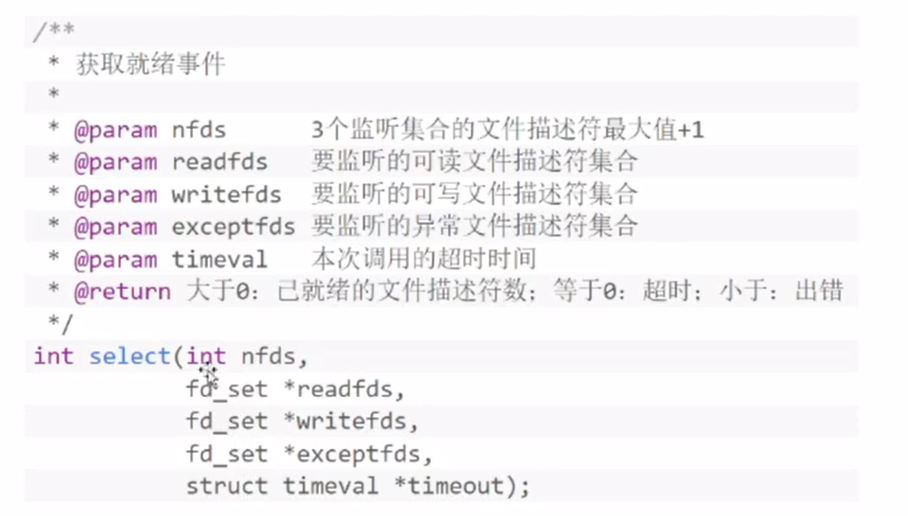 /**
 * 获取就绪事件
 *
 * @param nfds      3个监听集合的文件描述符最大值+1
 * @param readfds   要监听的可读文件描述符集合
 * @param writefds  要监听的可写文件描述符集合
 * @param exceptfds 要监听的异常文件描述符集合
 * @param timeval   本次调用的超时时间
 * @return 大于0：已就绪的文件描述符数；等于0：超时；小于：出错
 */
int select(int nfds,
           fd_set *readfds,
           fd_set *writefds,
           fd_set *exceptfds,
           struct timeval *timeout);